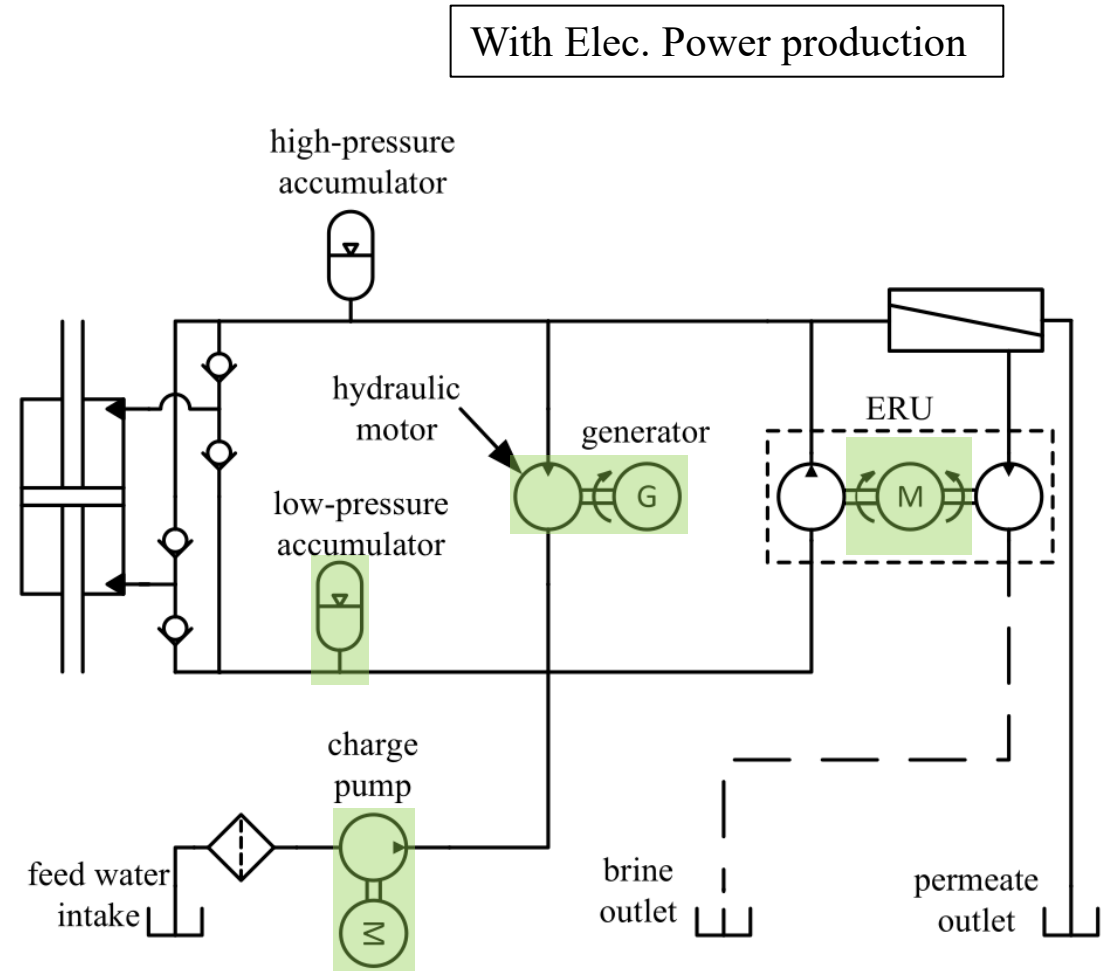 With Elec. Power production
high-pressure
accumulator
hydraulic
motor
generator
G
ERU
M
low-pressure
accumulator
charge
pump
M
feed water
intake
brine
outlet
permeate
outlet